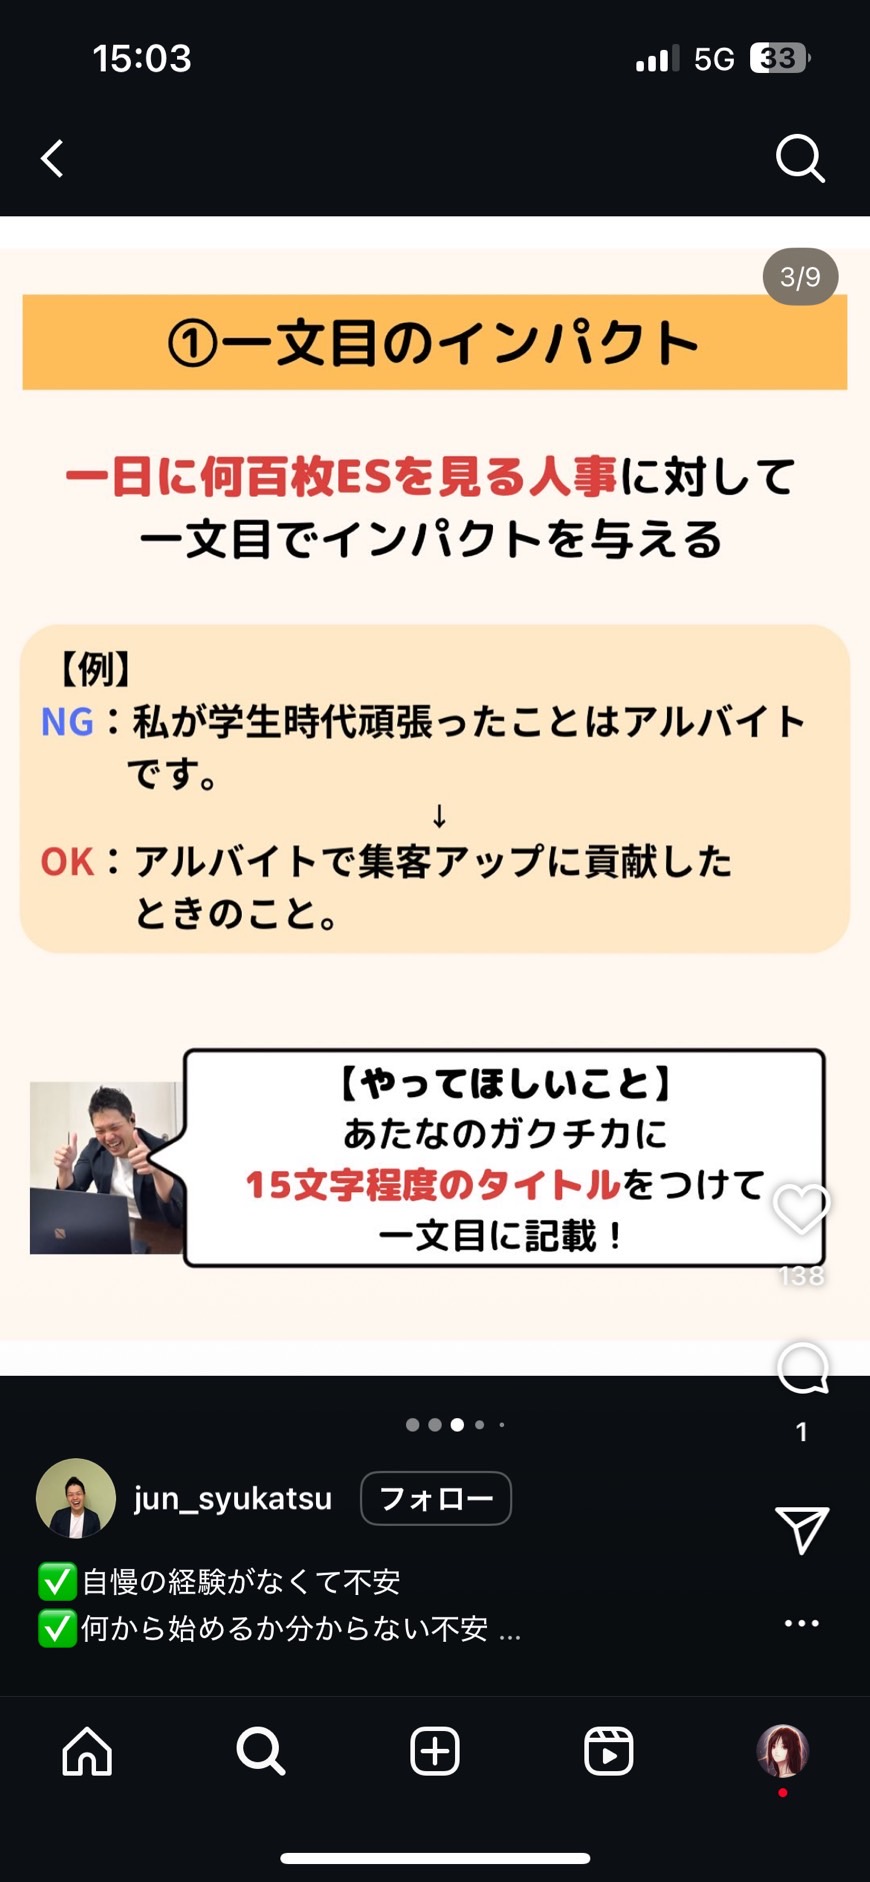 15:03
5G
33
3/9
①一文目のインパクト
一日に何百枚ESを見る人事に対して
一文目でインパクトを与える
【例】
NG：私が学生時代頑張ったことはアルバイト
です。
↓
OK：アルバイトで集客アップに貢献した
ときのこと。
【やってほしいこと】
あたなのガクチカに
15文字程度のタイトルをつけて
一文目に記載！
138
1
jun_syukatsu
フォロー
✅自慢の経験がなくて不安
✅何から始めるか分からない不安 ...